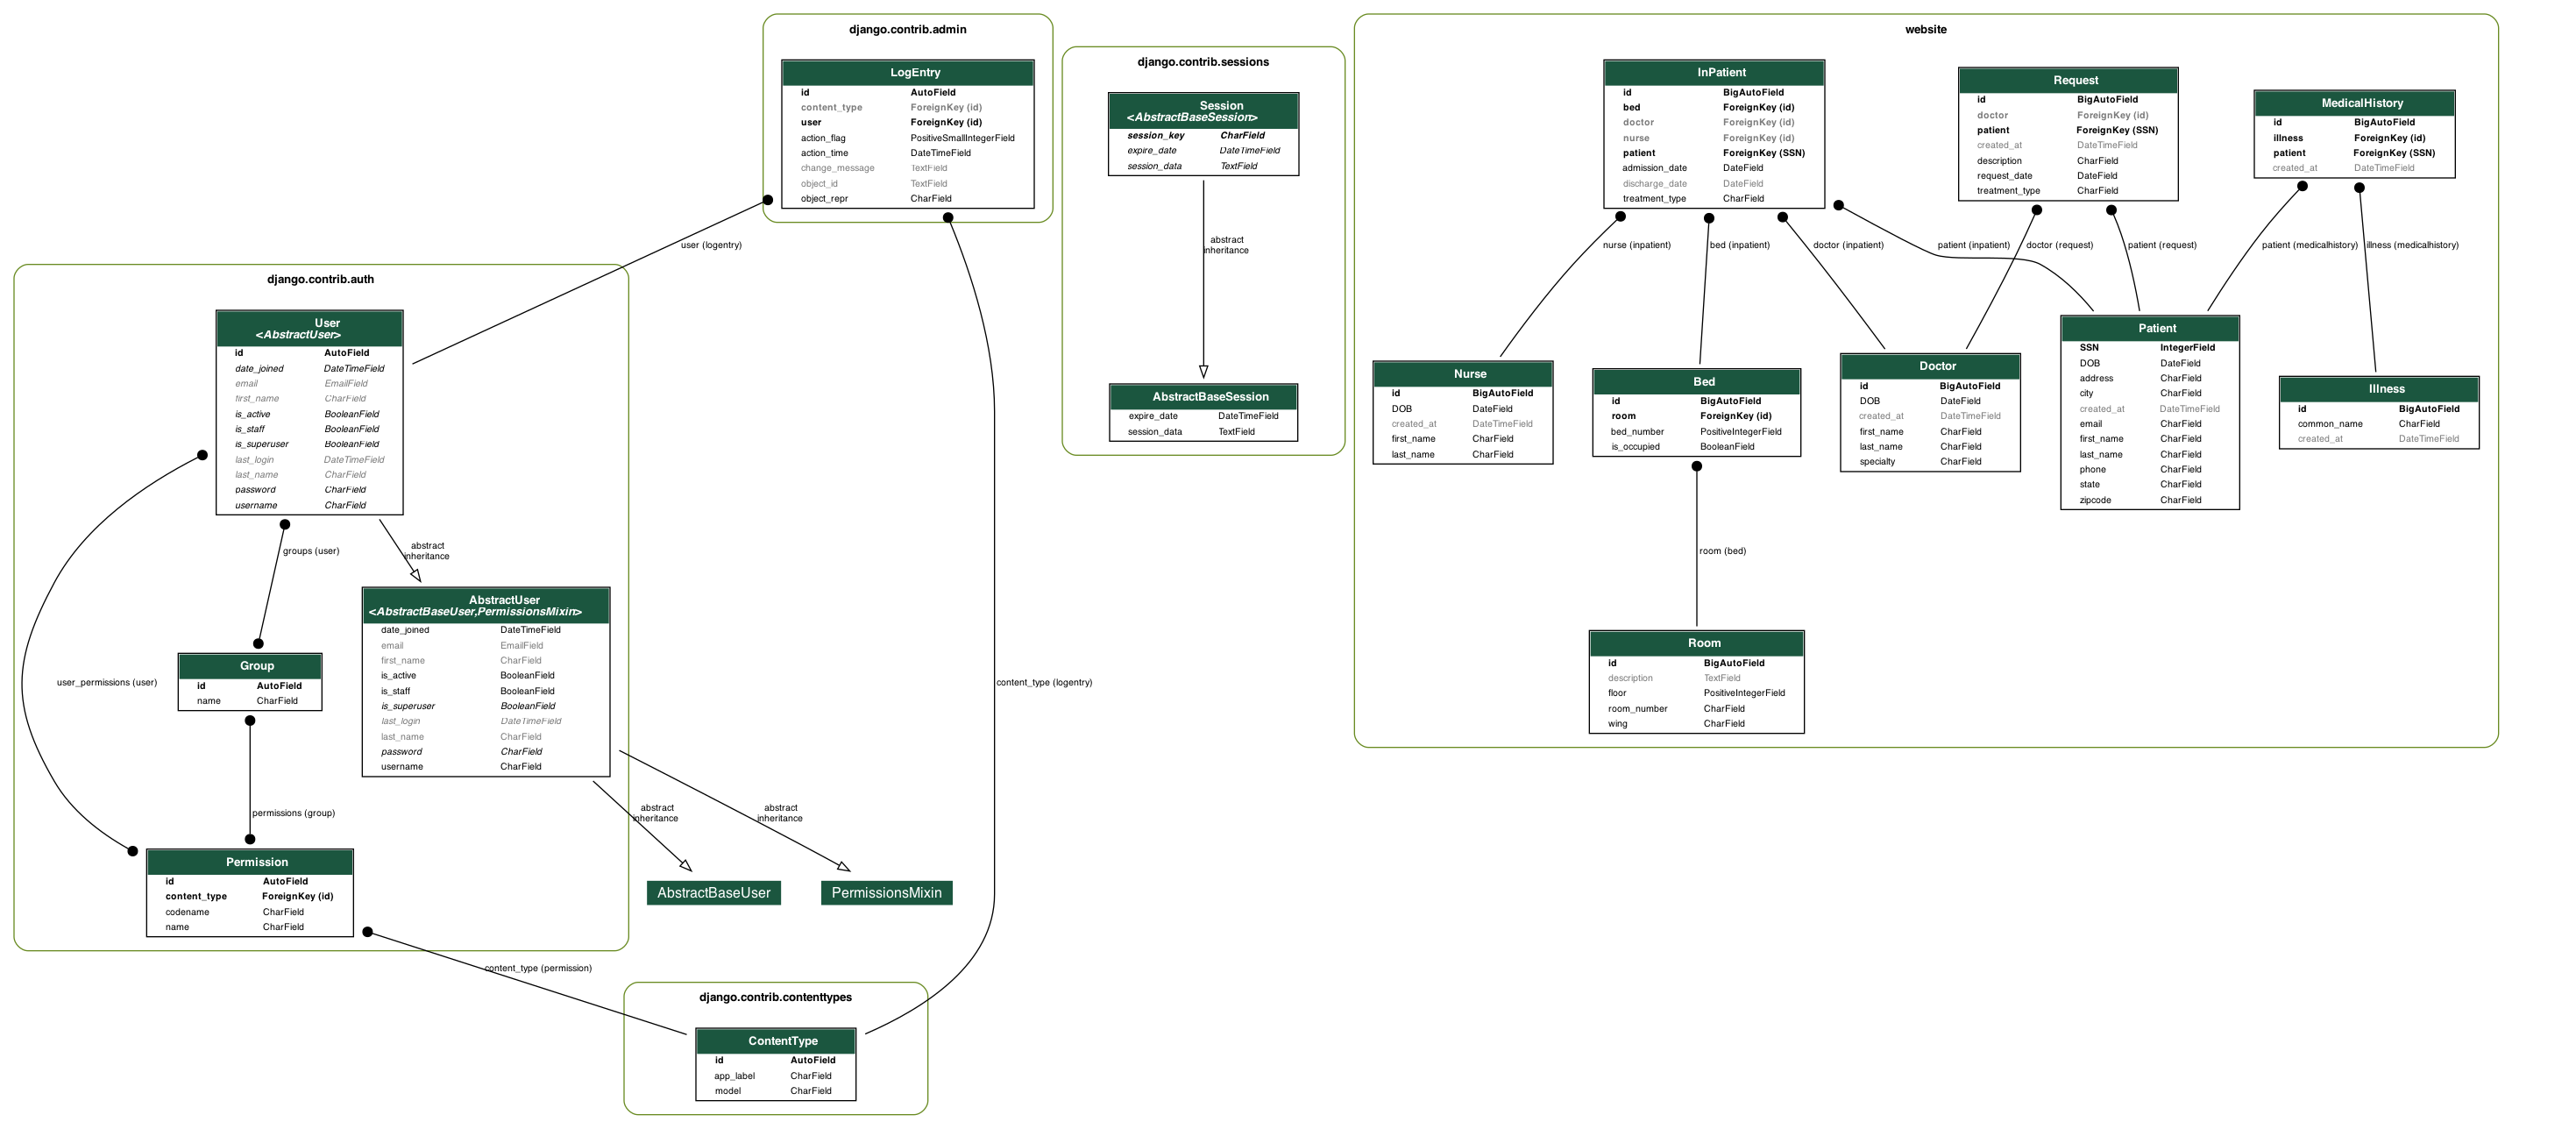 django.contrib.admin
LogEntry
id AutoField
content_type ForeignKey (id)
user ForeignKey (id)
action_flag PositiveSmallIntegerField
action_time DateTimeField
change_message TextField
object_id TextField
object_repr CharField
django.contrib.sessions
Session
<AbstractBaseSession>
session_key CharField
expire_date DateTimeField
session_data TextField
abstract
inheritance
AbstractBaseSession
expire_date DateTimeField
session_data TextField
website
InPatient
id BigAutoField
bed ForeignKey (id)
doctor ForeignKey (id)
nurse ForeignKey (id)
patient ForeignKey (SSN)
admission_date DateField
discharge_date DateField
treatment_type CharField
Request
id BigAutoField
doctor ForeignKey (id)
patient ForeignKey (SSN)
created_at DateTimeField
description CharField
request_date DateField
treatment_type CharField
MedicalHistory
id BigAutoField
illness ForeignKey (id)
patient ForeignKey (SSN)
created_at DateTimeField
nurse (inpatient)
bed (inpatient)
doctor (inpatient)
patient (inpatient)
doctor (request)
patient (request)
patient (medicalhistory)
illness (medicalhistory)
Nurse
id BigAutoField
DOB DateField
created_at DateTimeField
first_name CharField
last_name CharField
Bed
id BigAutoField
room ForeignKey (id)
bed_number PositiveIntegerField
is_occupied BooleanField
Doctor
id BigAutoField
DOB DateField
created_at DateTimeField
first_name CharField
last_name CharField
specialty CharField
Patient
SSN IntegerField
DOB DateField
address CharField
city CharField
created_at DateTimeField
email CharField
first_name CharField
last_name CharField
phone CharField
state CharField
zipcode CharField
Illness
id BigAutoField
common_name CharField
created_at DateTimeField
room (bed)
Room
id BigAutoField
description TextField
floor PositiveIntegerField
room_number CharField
wing CharField
user (logentry)
django.contrib.auth
User
<AbstractUser>
id AutoField
date_joined DateTimeField
email EmailField
first_name CharField
is_active BooleanField
is_staff BooleanField
is_superuser BooleanField
last_login DateTimeField
last_name CharField
password CharField
username CharField
groups (user)
abstract
inheritance
AbstractUser
<AbstractBaseUser,PermissionsMixin>
date_joined DateTimeField
email EmailField
first_name CharField
is_active BooleanField
is_staff BooleanField
is_superuser BooleanField
last_login DateTimeField
last_name CharField
password CharField
username CharField
Group
id AutoField
name CharField
user_permissions (user)
permissions (group)
abstract
inheritance
abstract
inheritance
content_type (logentry)
Permission
id AutoField
content_type ForeignKey (id)
codename CharField
name CharField
AbstractBaseUser
PermissionsMixin
content_type (permission)
django.contrib.contenttypes
ContentType
id AutoField
app_label CharField
model CharField